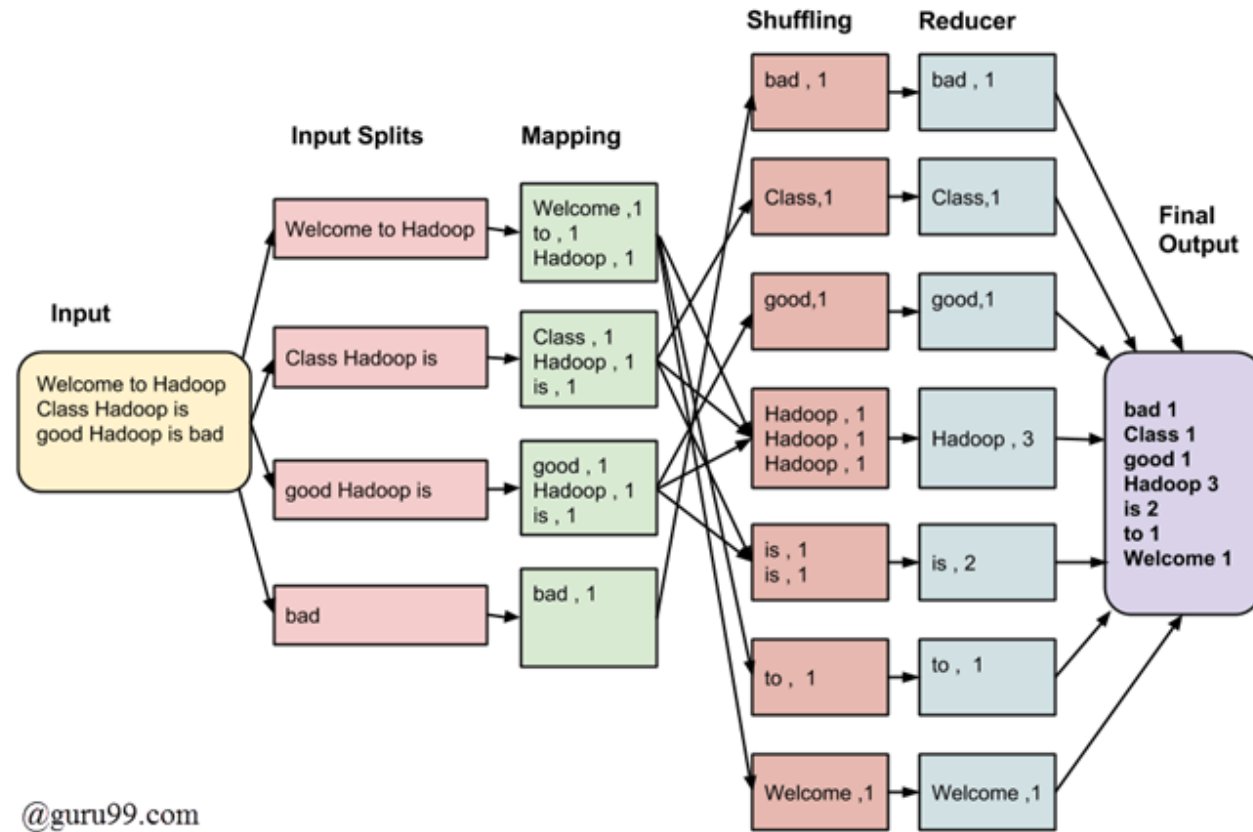 Input
Welcome to Hadoop
Class Hadoop is
good Hadoop is bad
Input Splits
Welcome to Hadoop
Class Hadoop is
good Hadoop is
bad
Mapping
Welcome ,1
to , 1
Hadoop , 1
Class , 1
Hadoop , 1
is , 1
good , 1
Hadoop , 1
is , 1
bad , 1
Shuffling
bad , 1
Class,1
good,1
Hadoop , 1
Hadoop , 1
Hadoop , 1
is , 1
is , 1
to , 1
Welcome ,1
Reducer
bad , 1
Class,1
good,1
Hadoop , 3
is , 2
to , 1
Welcome ,1
Final
Output
bad 1
Class 1
good 1
Hadoop 3
is 2
to 1
Welcome 1
@guru99.com